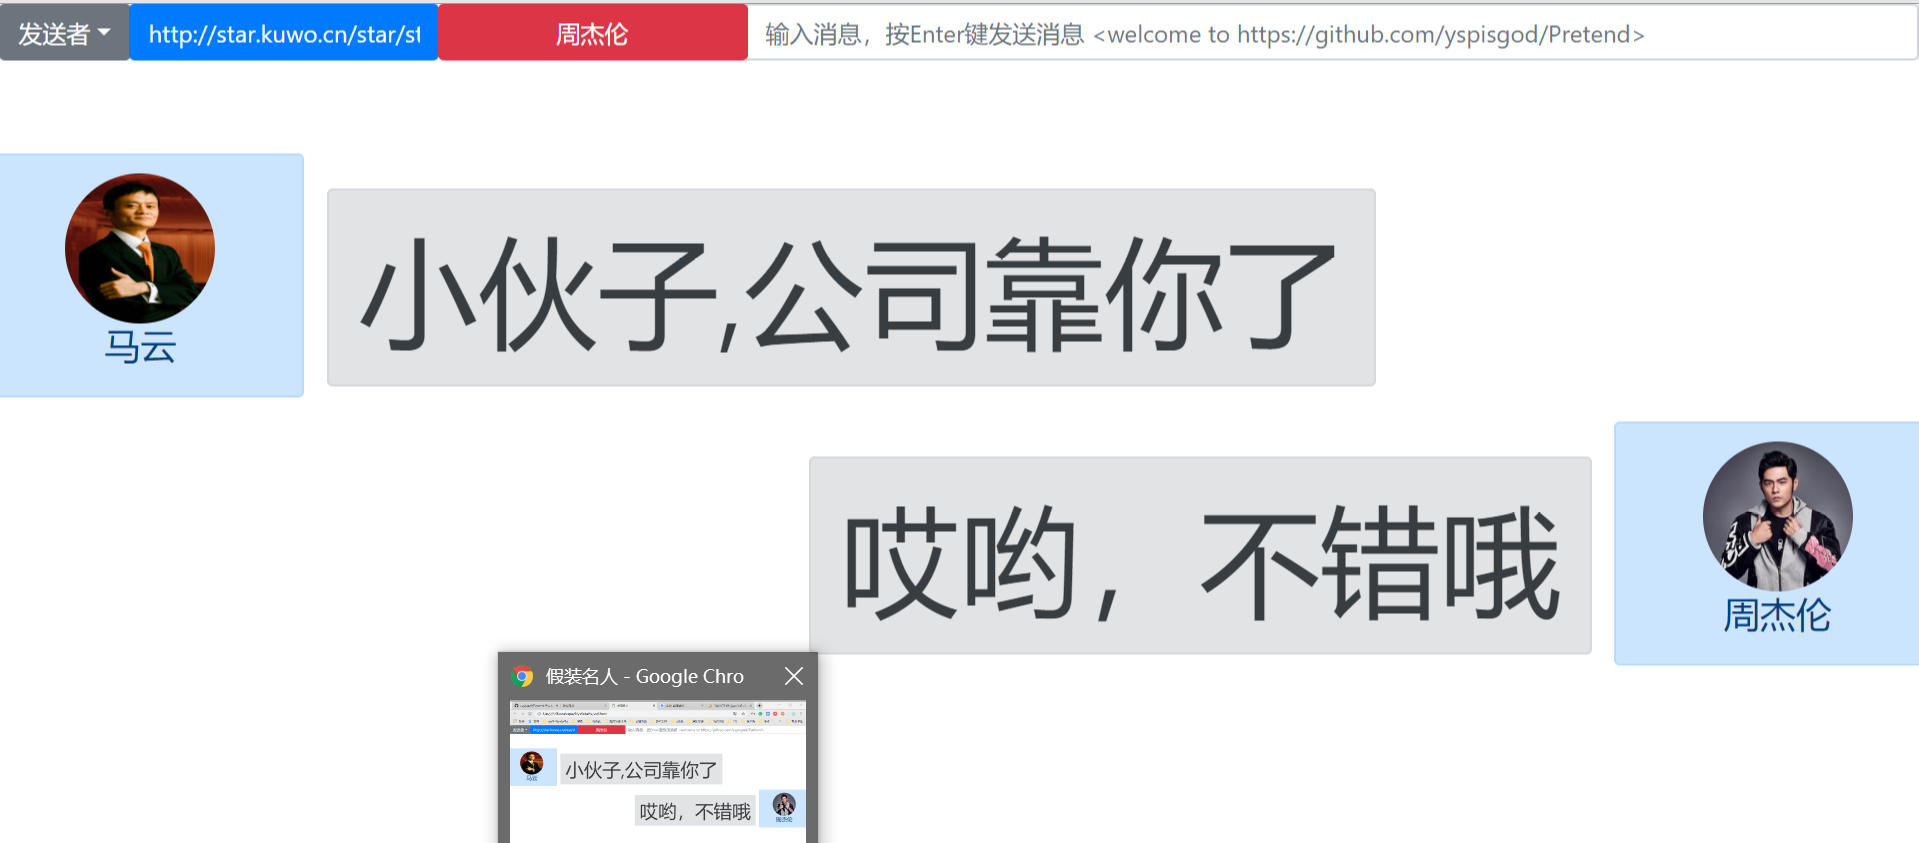 发送者
http://star.kuwo.cn/star/st
周杰伦
输入消息，按Enter键发送消息 <welcome to https://github.com/yspisgod/Pretend>
小伙子,公司靠你了
马云
哎哟，不错哦
周杰伦
假装名人 - Google Chro
小伙子,公司靠你了
马云
哎哟，不错哦
周杰伦